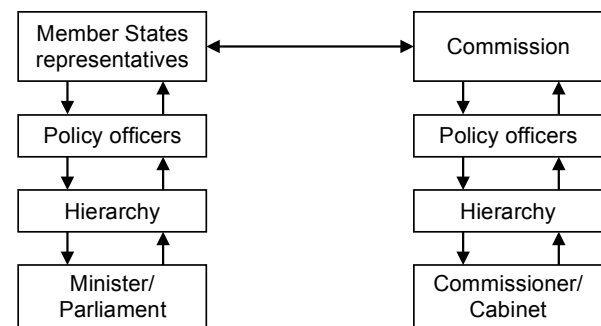 Member States
representatives
Commission
Policy officers
Policy officers
Hierarchy
Hierarchy
Minister/
Parliament
Commissioner/
Cabinet